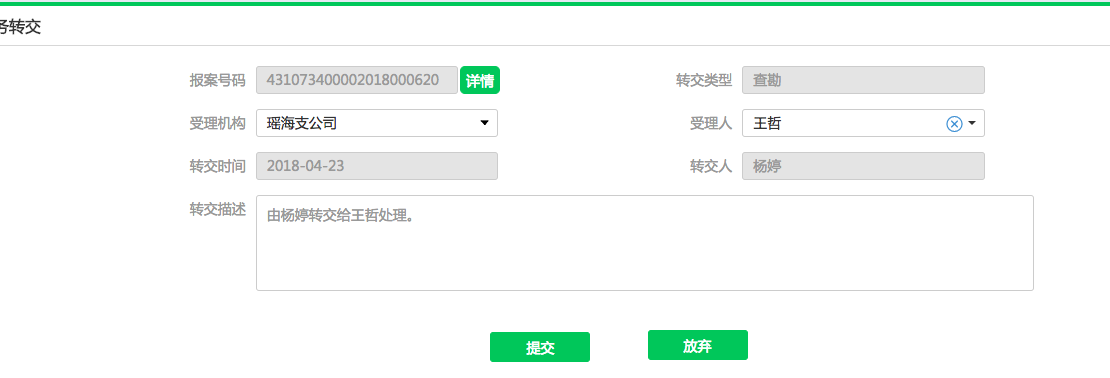 务转交
报案号码 431073400002018000620 详情 转交类型 查勘
受理机构 瑶海支公司 受理人 王哲
转交时间 2018-04-23 转交人 杨婷
转交描述 由杨婷转交给王哲处理。
提交 放弃